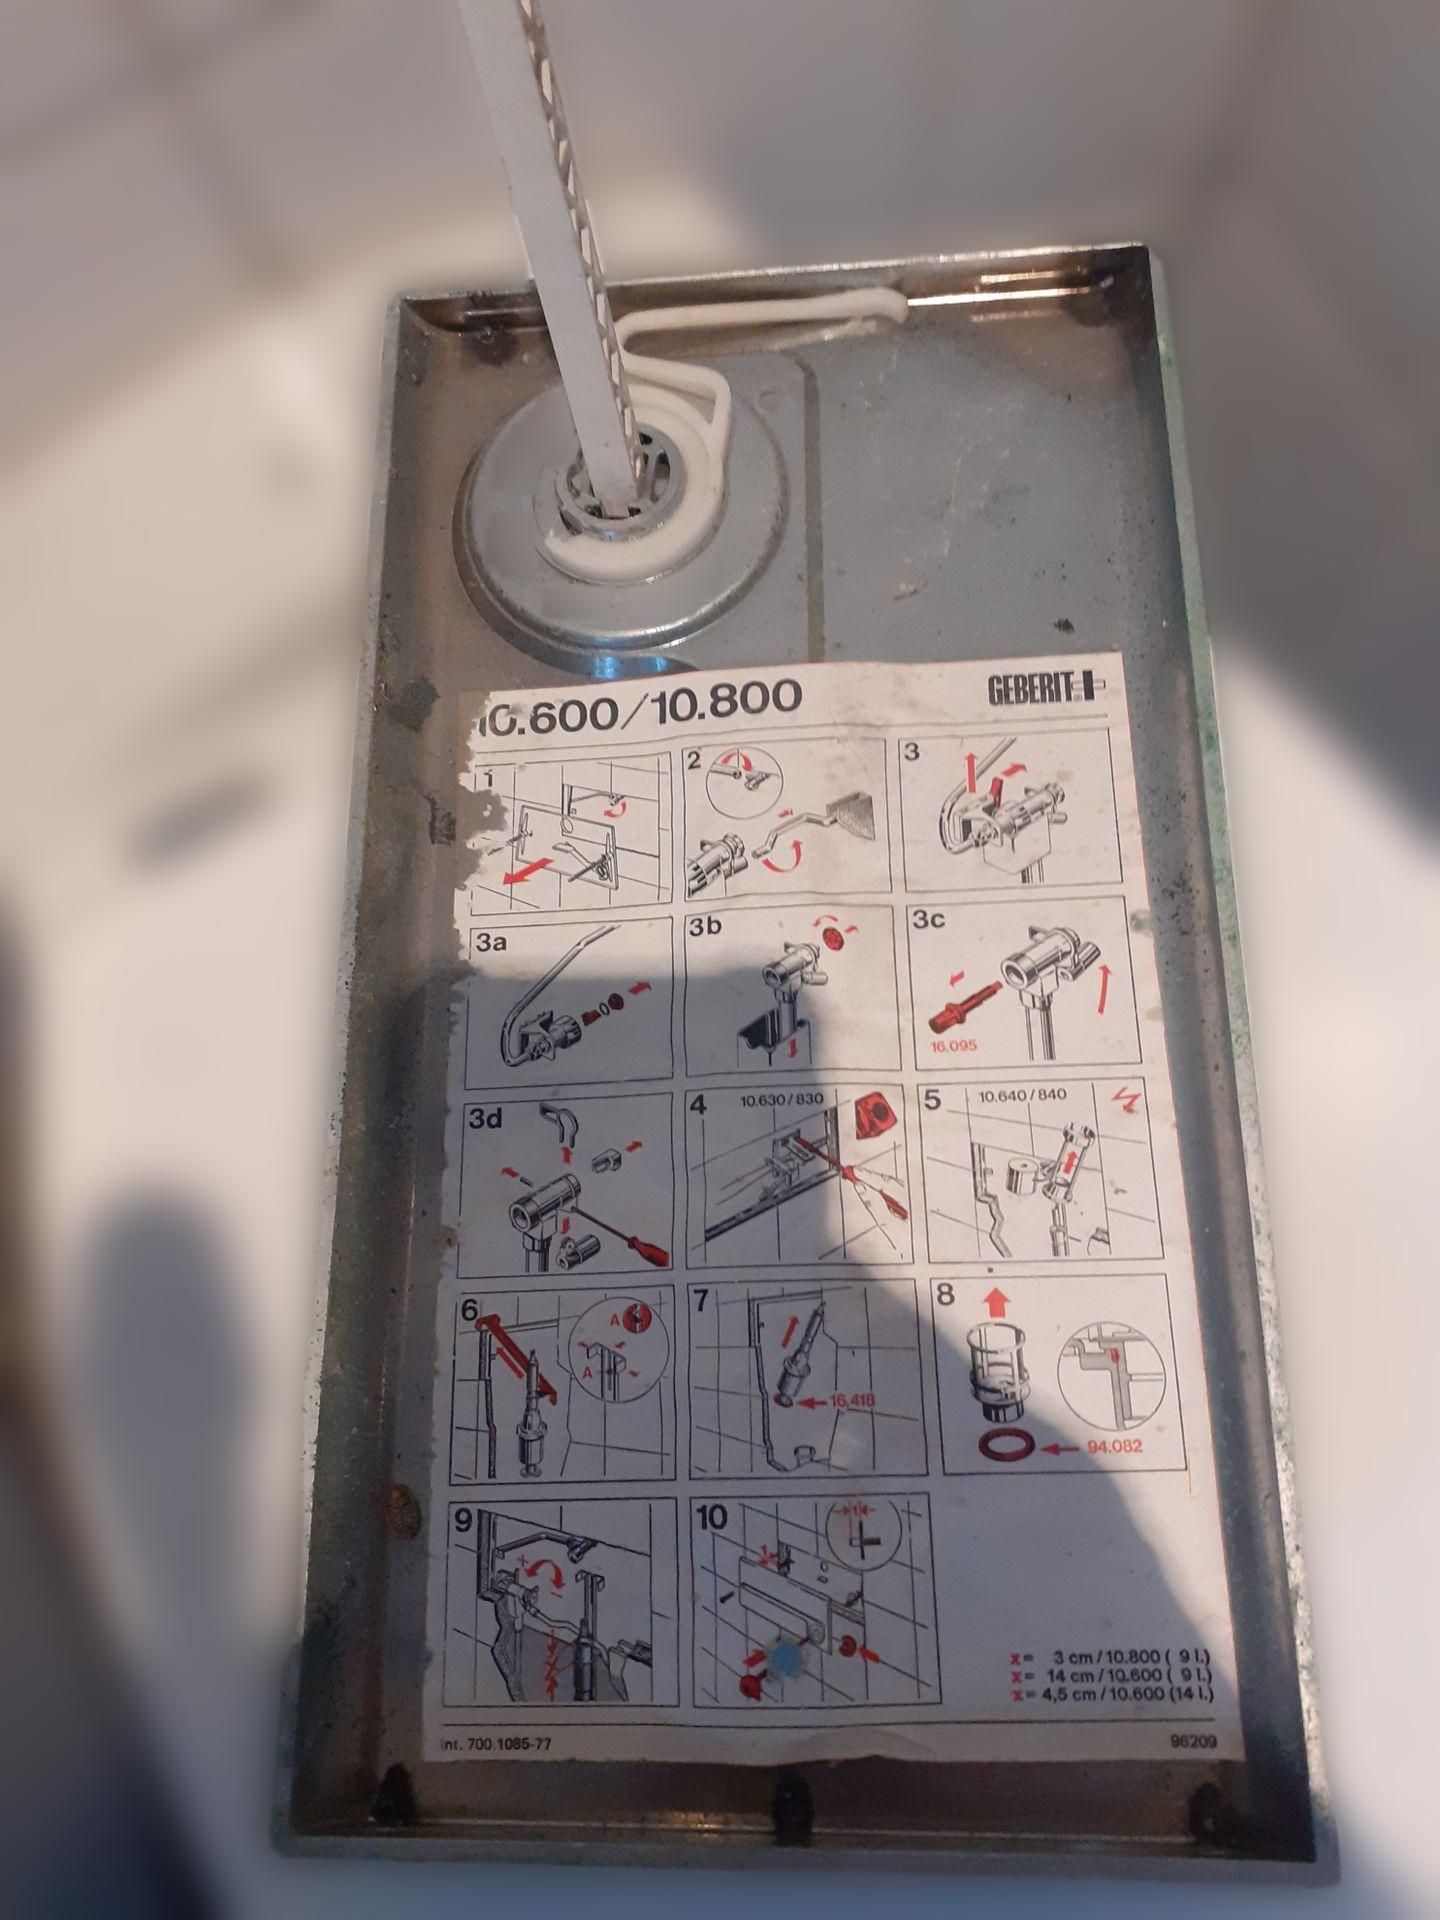 10.600/10.800
GEBERIT
1
2
3
3a
3b
3c
16.095
3d
4
10.630/830
5
10.640/840
6
A
A
7
16.418
8
94.082
9
+
-
10
1
x = 3 cm/10.800 ( 9 l.)
x = 14 cm/10.600 ( 9 l.)
x = 4,5 cm/10.600 (14 l.)
Int. 700.1085-77
96209